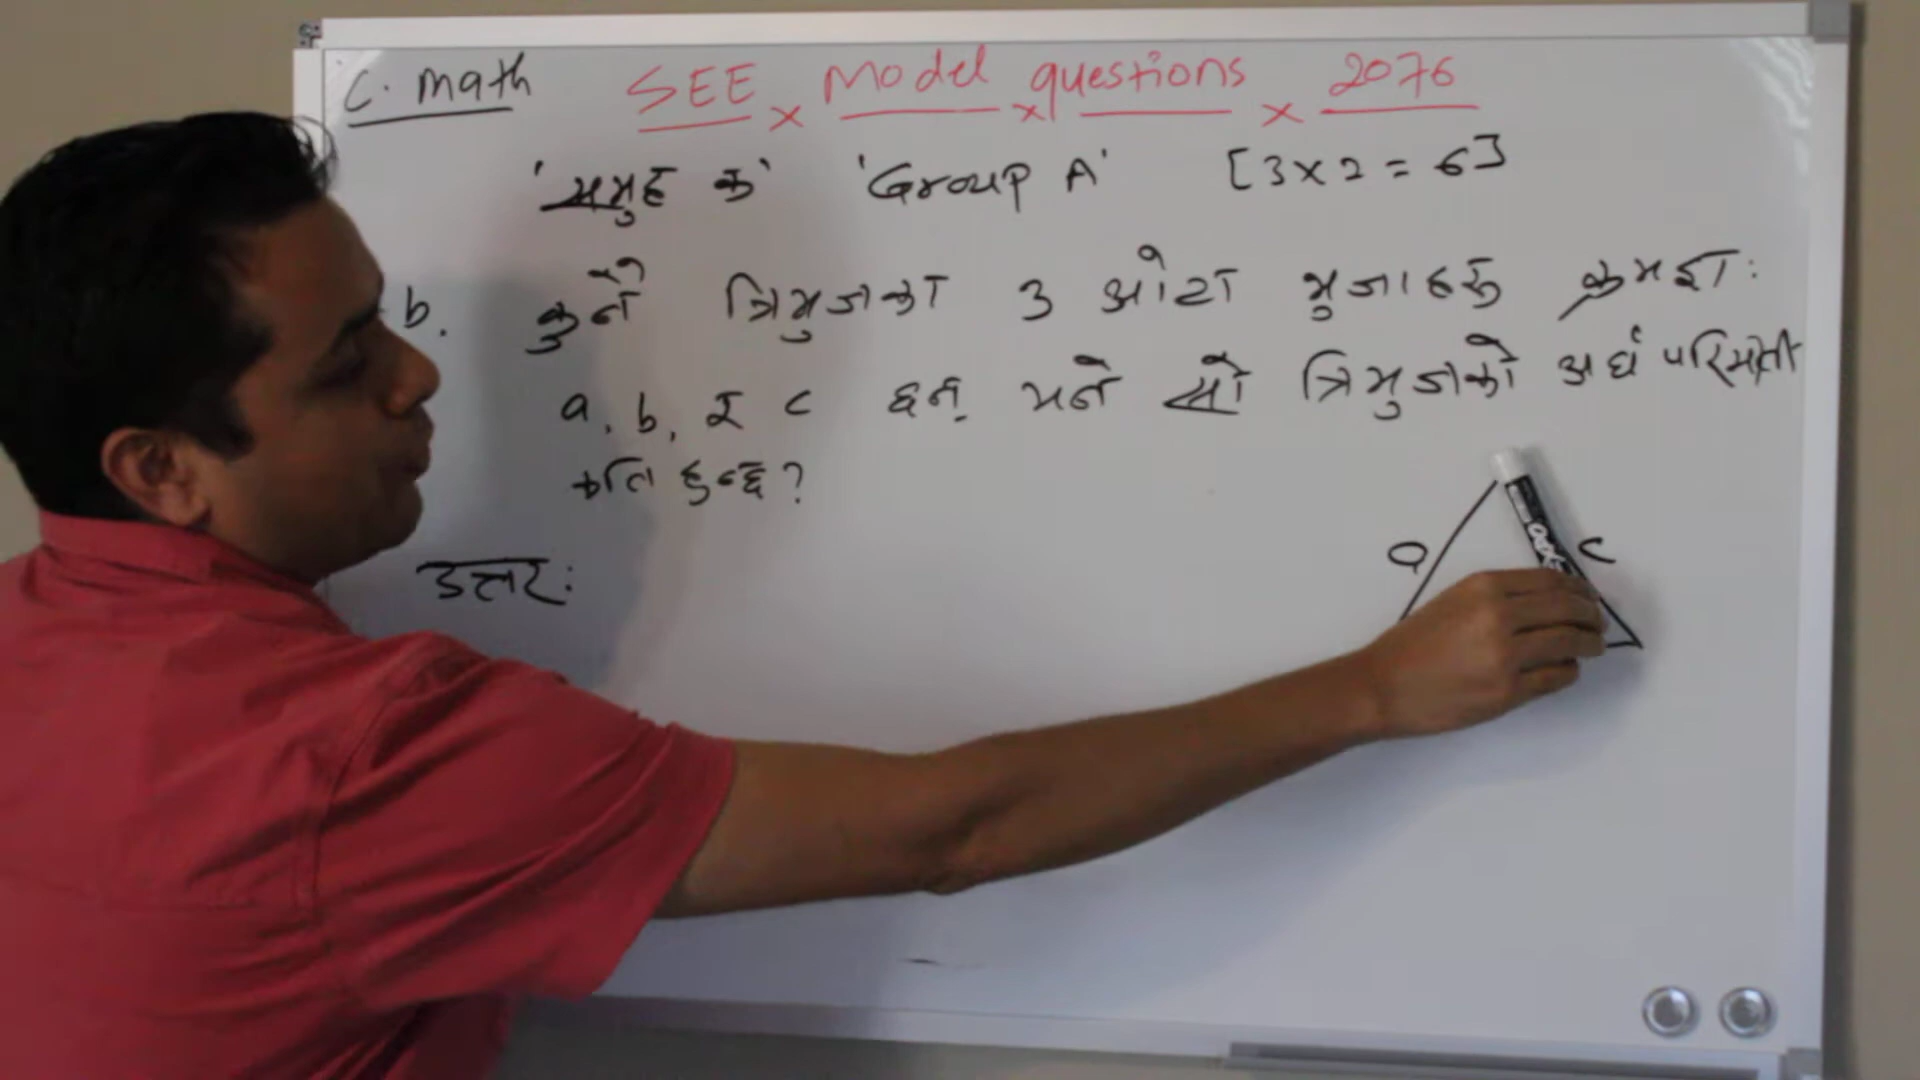 C. Math SEE Model questions 2076
'समुह क' 'Group A' [3×2=6]
b. कुनै त्रिभुजका 3 ओटा भुजाहरु क्रमशः
a, b, र c छन् भने सो त्रिभुजको अर्ध परिमिती
कति हुन्छ?
उत्तर:
a c